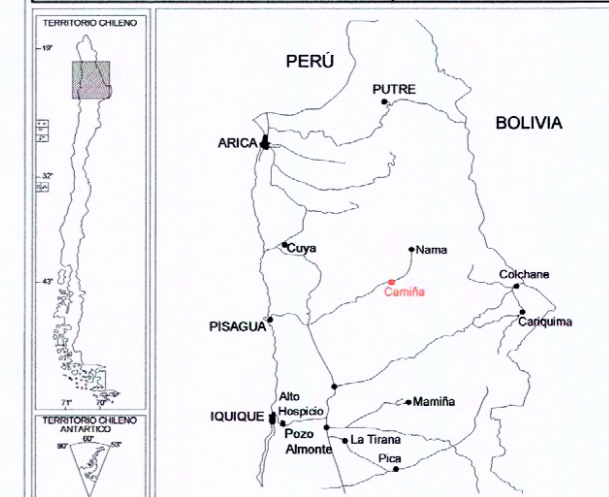 TERRITORIO CHILENO
19°
32°
43°
71° 70°
TERRITORIO CHILENO
ANTARTICO
90° 60° 53°
PERÚ
PUTRE
BOLIVIA
ARICA
Cuya
Nama
Camiña
Colchane
Cariquima
PISAGUA
Alto
Hospicio
IQUIQUE
Pozo
Almonte
Mamiña
La Tirana
Pica